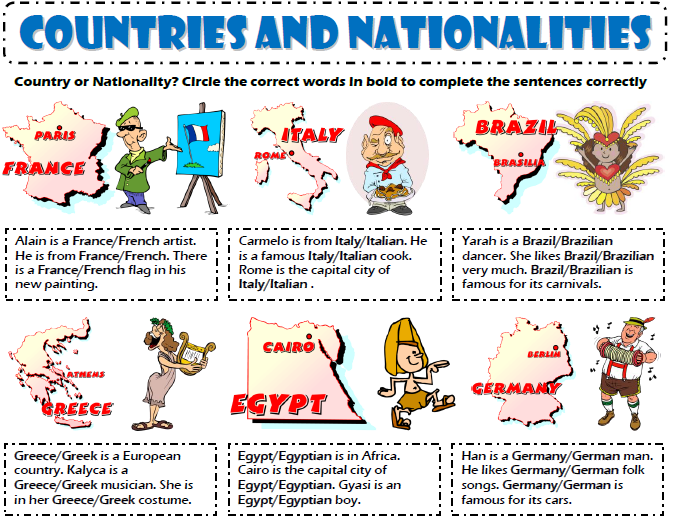 COUNTRIES AND NATIONALITIES
Country or Nationality? Circle the correct words in bold to complete the sentences correctly
PARIS
FRANCE
ITALY
ROME
BRAZIL
BRASILIA
Alain is a France/French artist.
He is from France/French. There
is a France/French flag in his
new painting.
Carmelo is from Italy/Italian. He
is a famous Italy/Italian cook.
Rome is the capital city of
Italy/Italian .
Yarah is a Brazil/Brazilian
dancer. She likes Brazil/Brazilian
very much. Brazil/Brazilian is
famous for its carnivals.
ATHENS
GREECE
CAIRO
EGYPT
BERLIN
GERMANY
Greece/Greek is a European
country. Kalyca is a
Greece/Greek musician. She is
in her Greece/Greek costume.
Egypt/Egyptian is in Africa.
Cairo is the capital city of
Egypt/Egyptian. Gyasi is an
Egypt/Egyptian boy.
Han is a Germany/German man.
He likes Germany/German folk
songs. Germany/German is
famous for its cars.